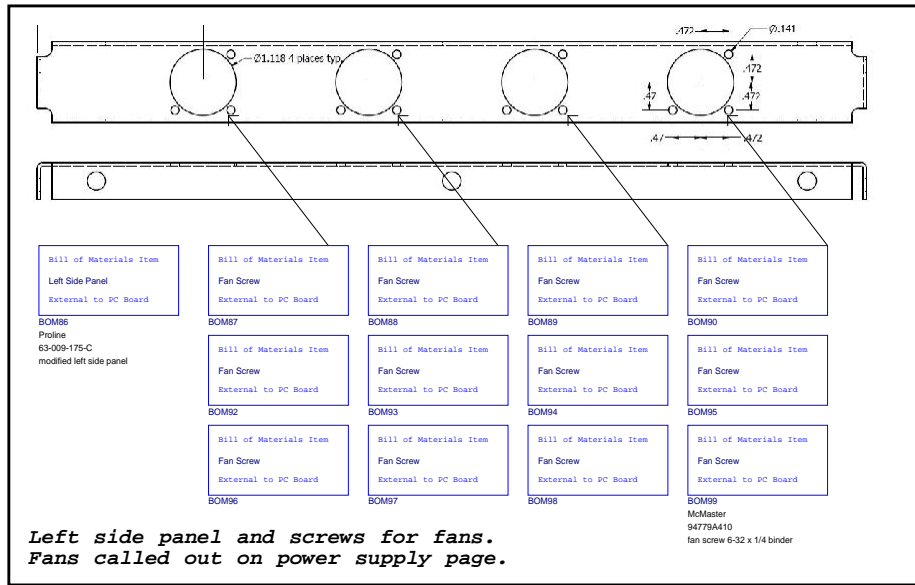 .472
Ø.141
Ø1.118 4 places typ.
.472
.47
.472
.47
.472
Bill of Materials Item
Left Side Panel
External to PC Board
BOM86
Proline
63-009-175-C
modified left side panel
Bill of Materials Item
Fan Screw
External to PC Board
BOM87
Bill of Materials Item
Fan Screw
External to PC Board
BOM88
Bill of Materials Item
Fan Screw
External to PC Board
BOM89
Bill of Materials Item
Fan Screw
External to PC Board
BOM90
Bill of Materials Item
Fan Screw
External to PC Board
BOM92
Bill of Materials Item
Fan Screw
External to PC Board
BOM93
Bill of Materials Item
Fan Screw
External to PC Board
BOM94
Bill of Materials Item
Fan Screw
External to PC Board
BOM95
Bill of Materials Item
Fan Screw
External to PC Board
BOM96
Bill of Materials Item
Fan Screw
External to PC Board
BOM97
Bill of Materials Item
Fan Screw
External to PC Board
BOM98
Bill of Materials Item
Fan Screw
External to PC Board
BOM99
McMaster
94779A410
fan screw 6-32 x 1/4 binder
Left side panel and screws for fans.
Fans called out on power supply page.